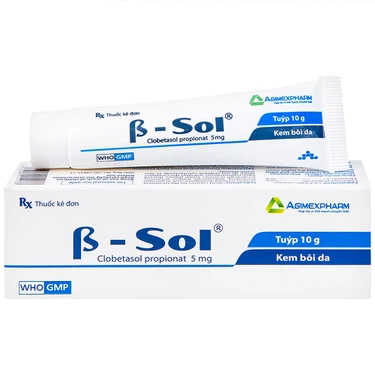 Rx Thuốc kê đơn
β - Sol®
Clobetasol propionat 5mg
WHO GMP
AGIMEXPHARM
Tuýp 10 g
Kem bôi da
Rx Thuốc kê đơn
β - Sol®
Clobetasol propionat 5 mg
WHO GMP
AGIMEXPHARM
Tuýp 10 g
Kem bôi da